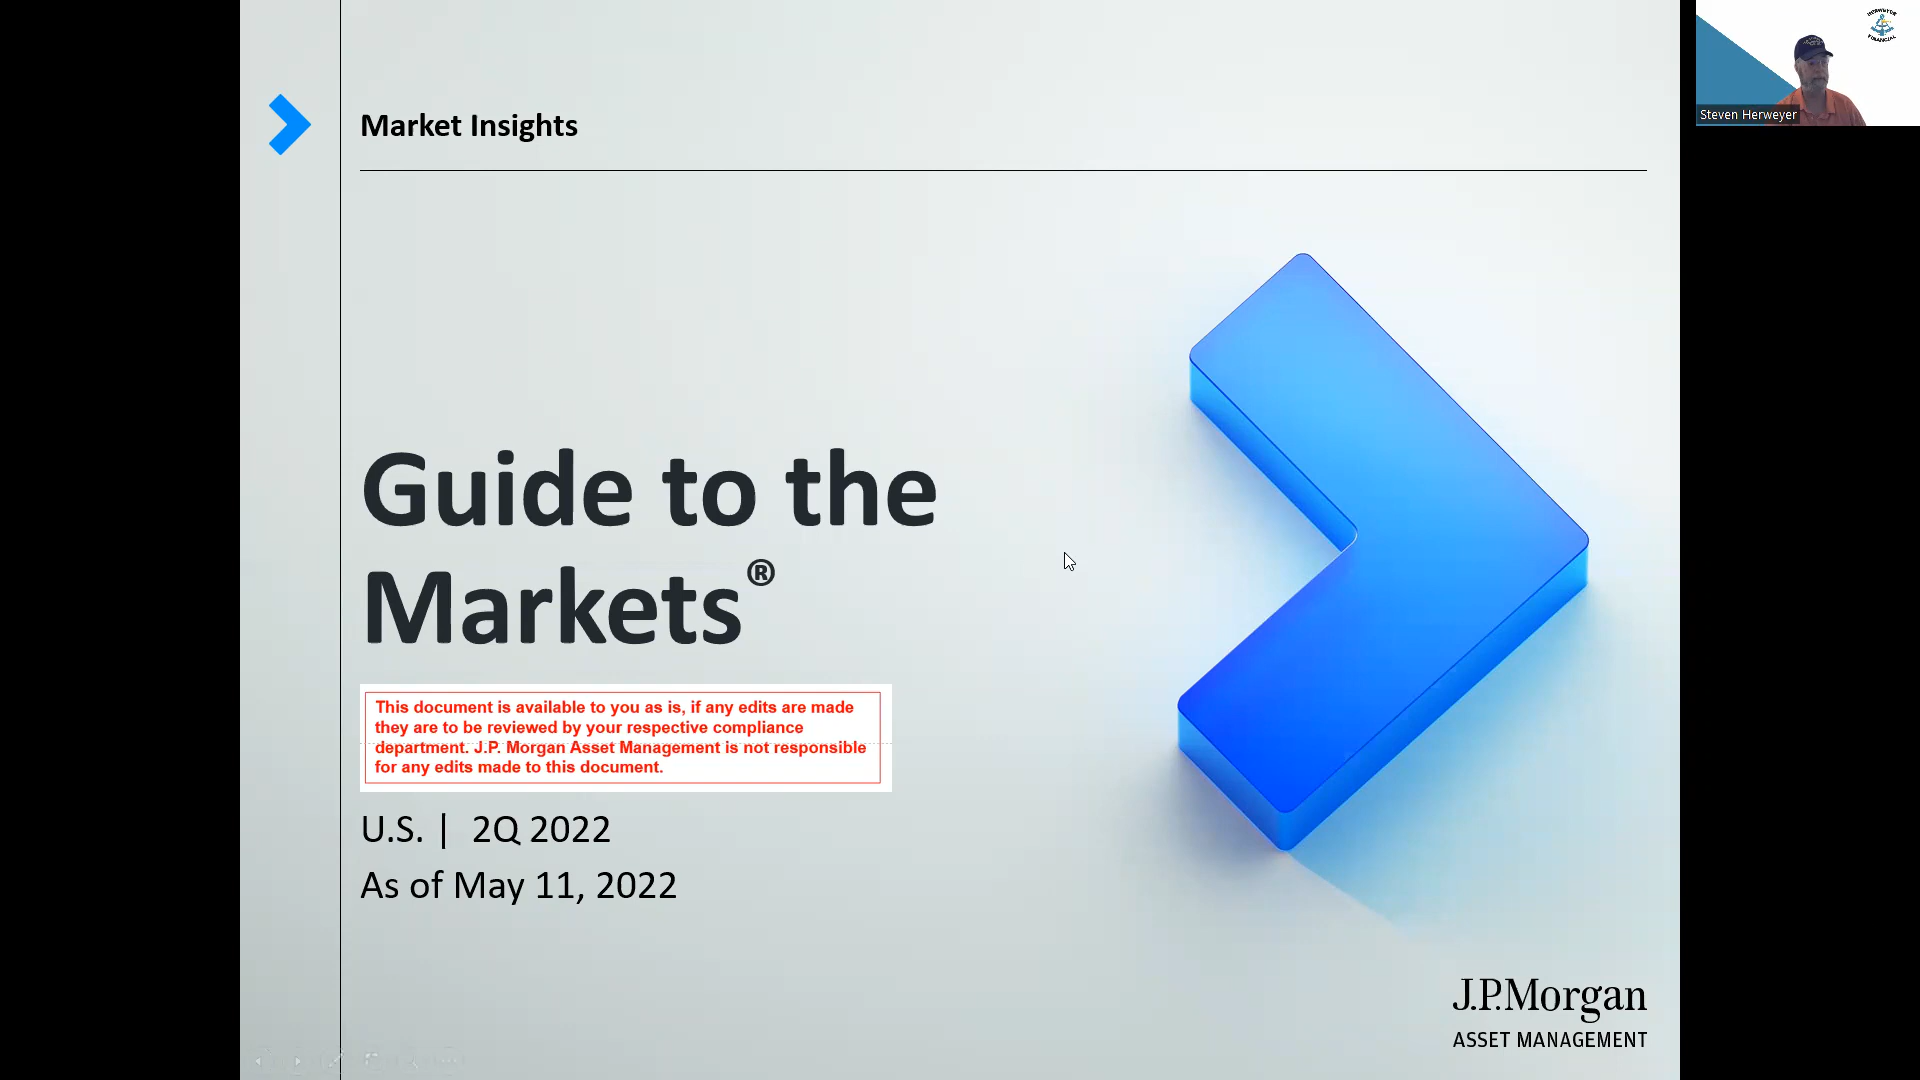 Market Insights
Guide to the
Markets®
This document is available to you as is, if any edits are made
they are to be reviewed by your respective compliance
department. J.P. Morgan Asset Management is not responsible
for any edits made to this document.
U.S. | 2Q 2022
As of May 11, 2022
J.P.Morgan
ASSET MANAGEMENT
HERWEYER
FINANCIAL
Steven Herweyer